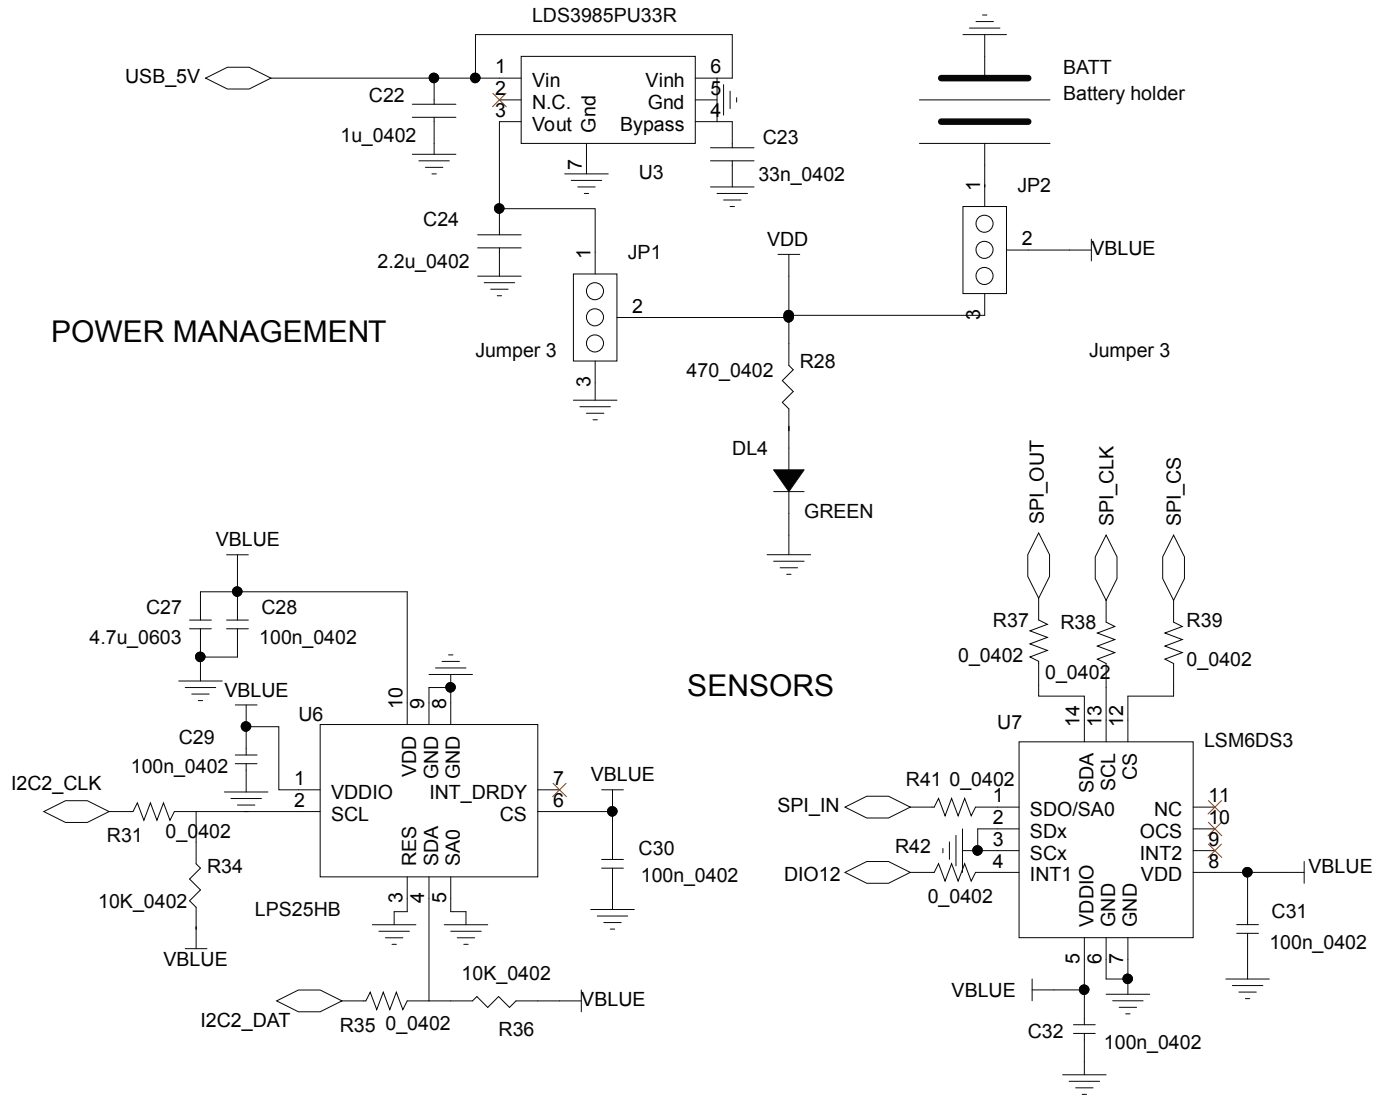 LDS3985PU33R
USB_5V
1
2
3
Vin
N.C.
Vout
Gnd
Vinh
Gnd
Bypass
6
5
4
7
U3
C22
1u_0402
C23
33n_0402
C24
2.2u_0402
BATT
Battery holder
1
JP2
2
VBLUE
3
Jumper 3
1
JP1
2
3
Jumper 3
VDD
POWER MANAGEMENT
470_0402
R28
DL4
GREEN
VBLUE
C27
4.7u_0603
C28
100n_0402
VBLUE
C29
100n_0402
U6
10
9
8
VDD
GND
GND
1
2
VDDIO
SCL
INT_DRDY
CS
7
6
RES
SDA
SA0
3
4
5
LPS25HB
I2C2_CLK
R31
0_0402
R34
10K_0402
VBLUE
VBLUE
C30
100n_0402
I2C2_DAT
R35
0_0402
10K_0402
R36
VBLUE
SENSORS
SPI_OUT
SPI_CLK
SPI_CS
R37
0_0402
R38
0_0402
R39
0_0402
U7
14
13
12
LSM6DS3
SDA
SCL
CS
SPI_IN
R41
0_0402
DIO12
R42
0_0402
1
2
3
4
SDO/SA0
SDx
SCx
INT1
NC
OCS
INT2
VDD
11
10
9
8
VDDIO
GND
GND
5
6
7
VBLUE
C31
100n_0402
VBLUE
C32
100n_0402